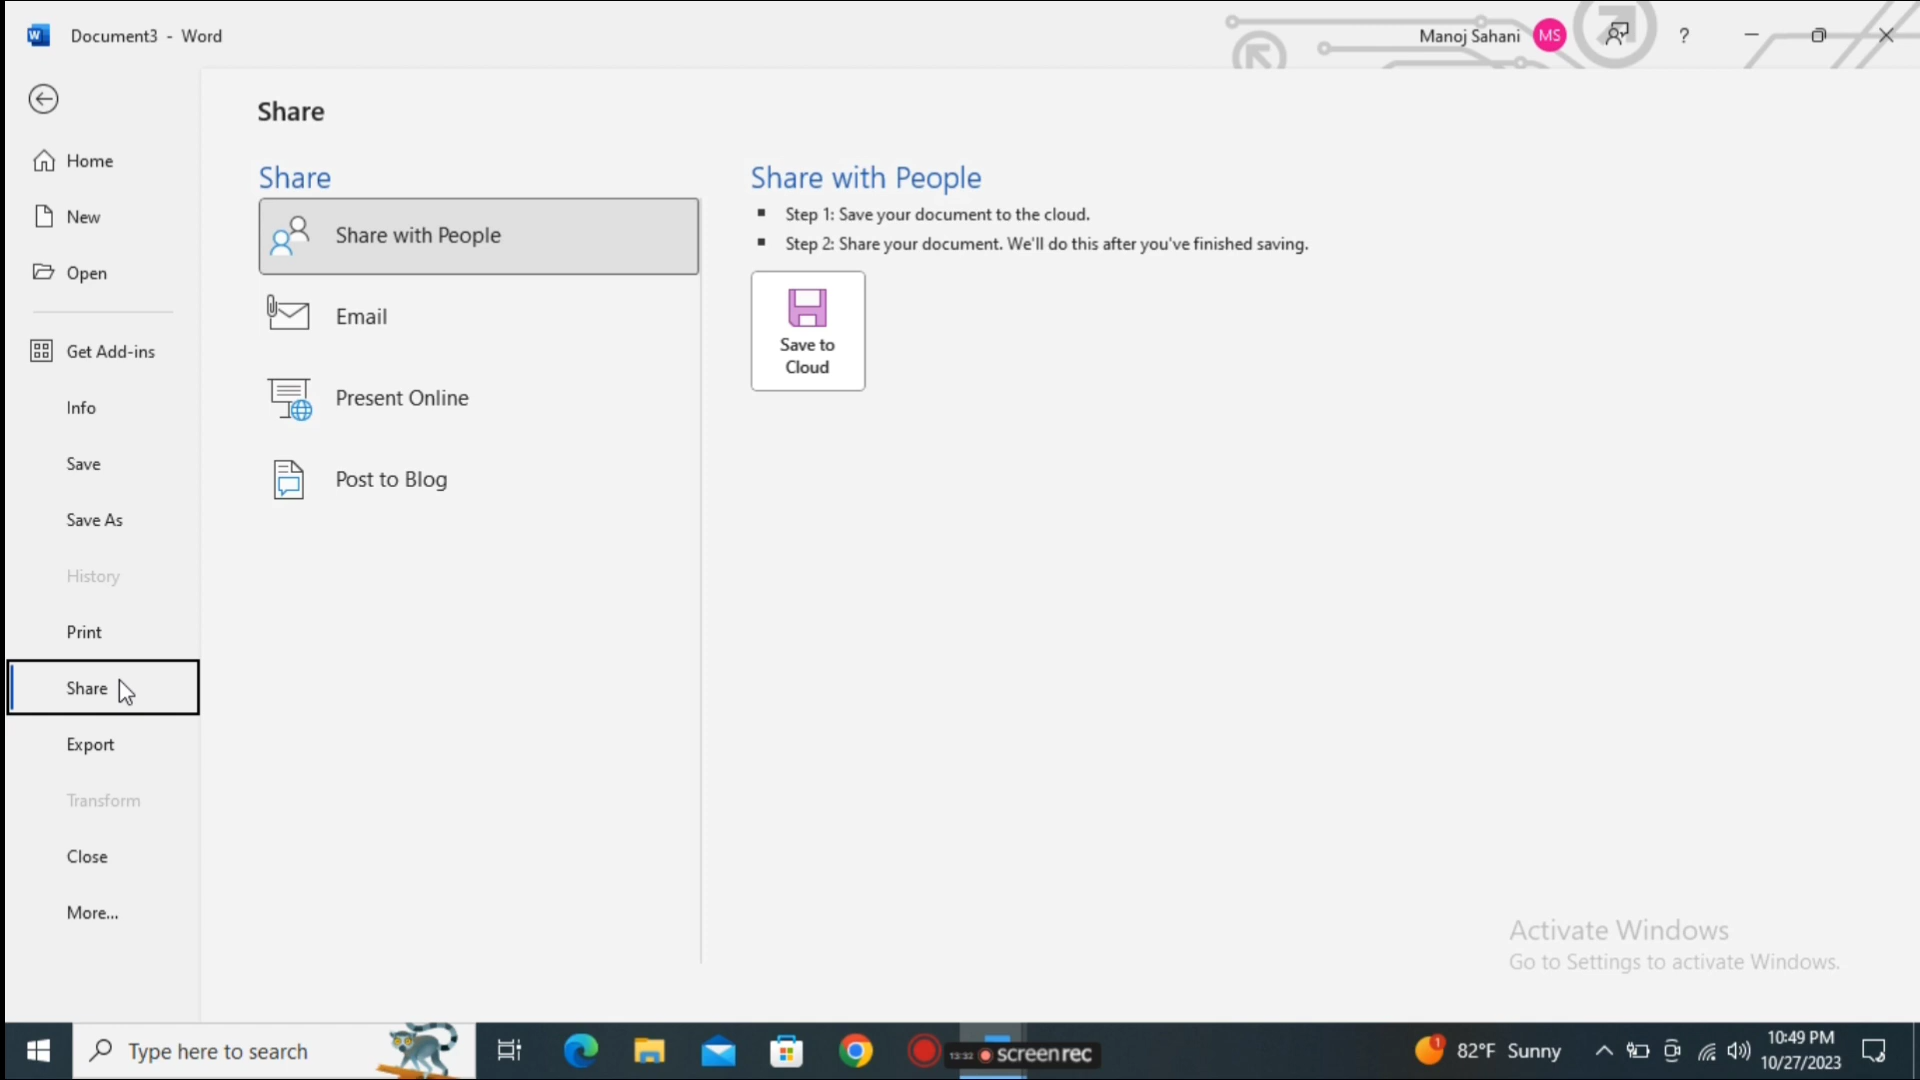 W
Document3 - Word
Manoj Sahani MS
?
Share
Home
New
Open
Get Add-ins
Info
Save
Save As
History
Print
Share
Export
Transform
Close
More...
Share
Share with People
Email
Present Online
Post to Blog
Share with People
▪ Step 1: Save your document to the cloud.
▪ Step 2: Share your document. We'll do this after you've finished saving.
Save to
Cloud
Activate Windows
Go to Settings to activate Windows.
Type here to search
13:32 screenrec
1
82°F Sunny
10:49 PM
10/27/2023